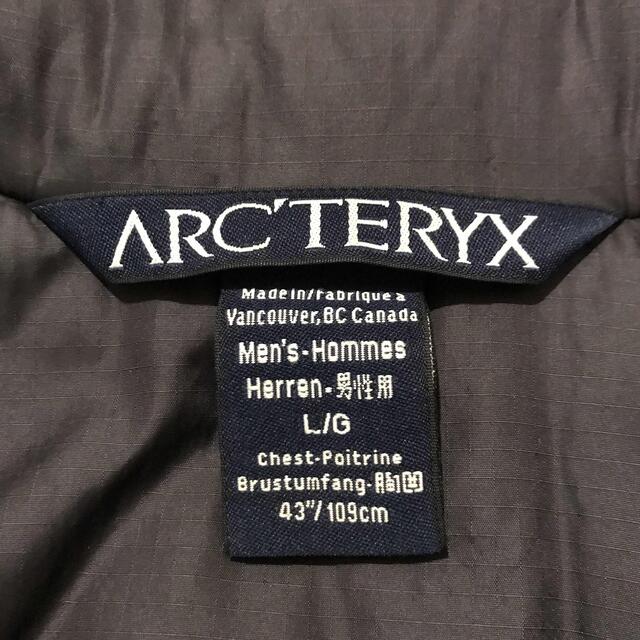 ARC'TERYX
Made in/Fabriqué à
Vancouver, BC Canada
Men's-Hommes
Herren-男性用
L/G
Chest-Poitrine
Brustumfang-胸囲
43"/109cm